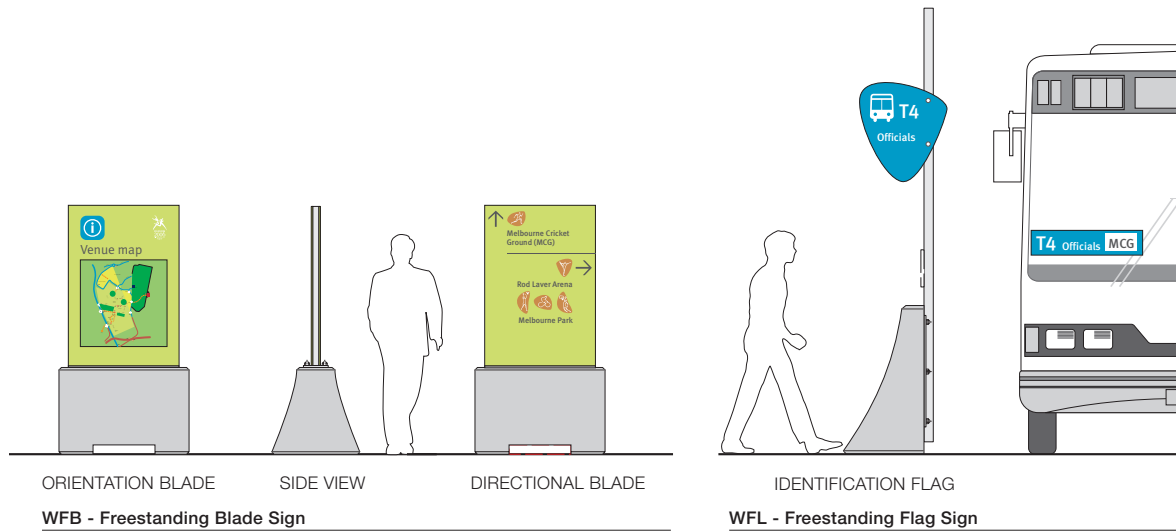 Venue map
Melbourne Cricket
Ground (MCG)
Rod Laver Arena
Melbourne Park
T4
Officials
T4 Officials MCG
ORIENTATION BLADE
SIDE VIEW
DIRECTIONAL BLADE
IDENTIFICATION FLAG
WFB - Freestanding Blade Sign
WFL - Freestanding Flag Sign